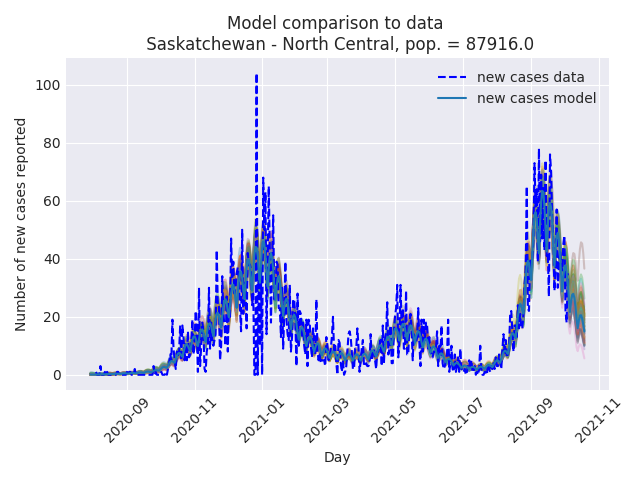 Model comparison to data
Saskatchewan - North Central, pop. = 87916.0
new cases data
new cases model
Number of new cases reported
100
80
60
40
20
0
2020-09
2020-11
2021-01
2021-03
2021-05
2021-07
2021-09
2021-11
Day